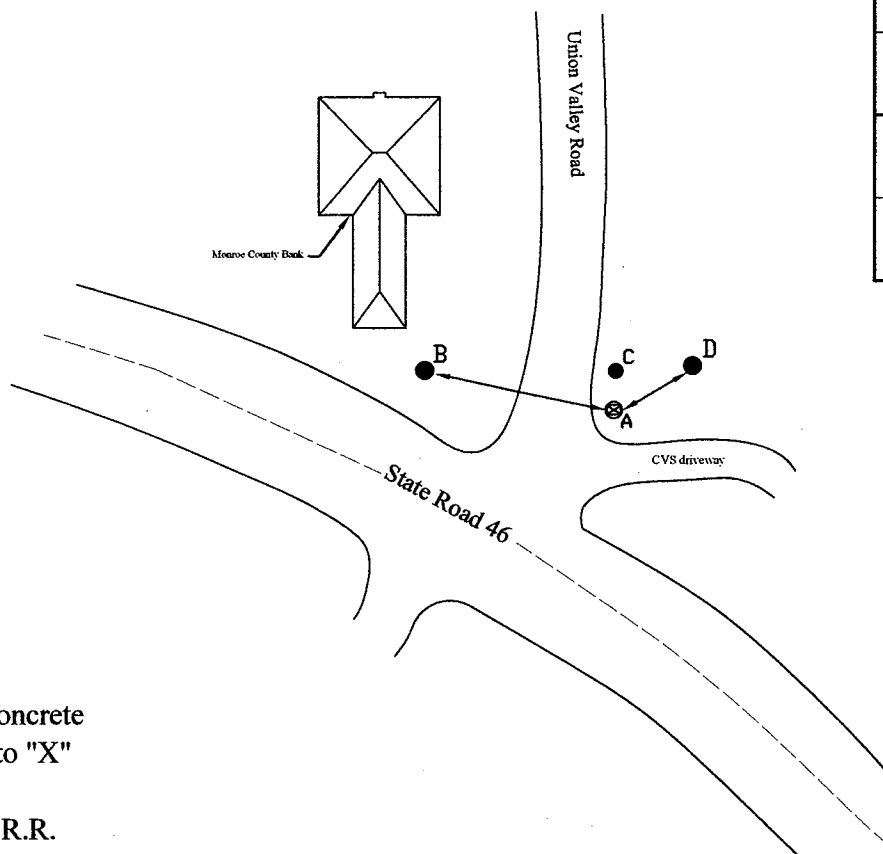 Union Valley Road
Monroe County Bank
B
C
D
A
CVS driveway
State Road 46
oncrete
to "X"
R.R.